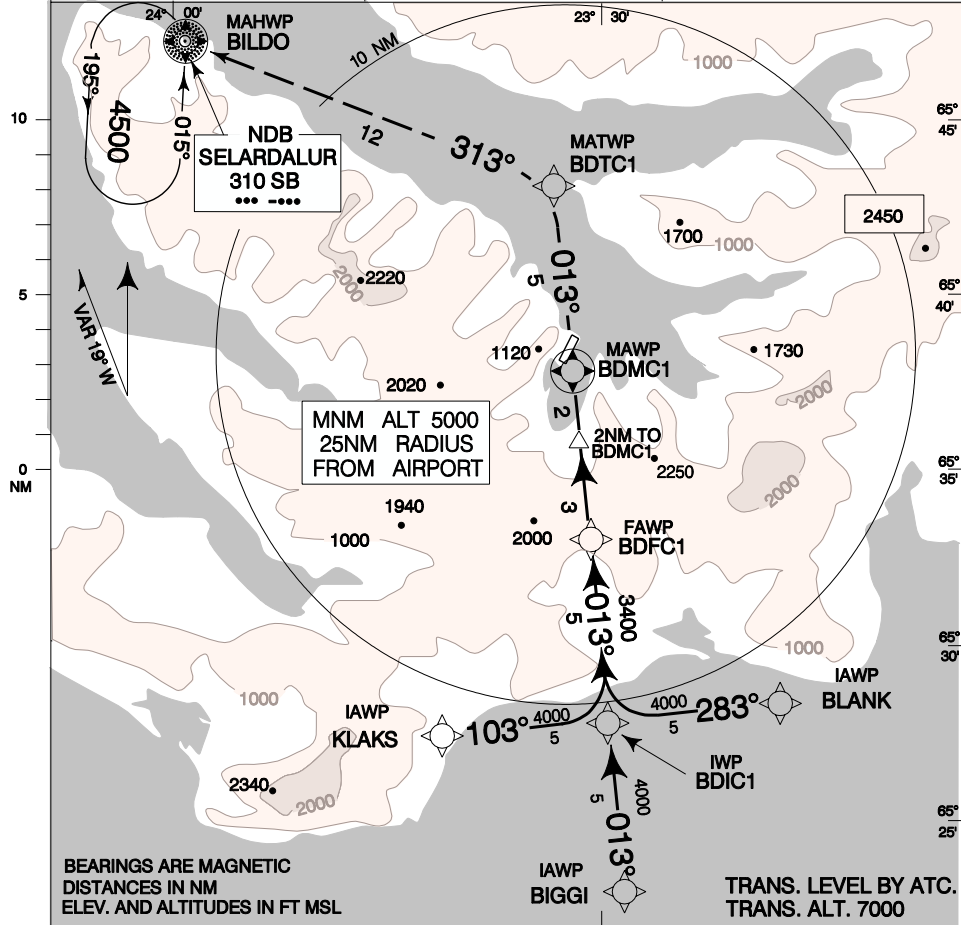 24° 00'
23° 30'
MAHWP
BILDO
10 NM
1000
195°
4500
015°
12
313°
NDB
SELARDALUR
310 SB
••• –•••
MATWP
BDTC1
10
65°
45'
2450
1700
1000
2220
2000
5
013°
5
65°
40'
VAR 19° W
1120
MAWP
BDMC1
1730
2020
2000
MNM ALT 5000
25NM RADIUS
FROM AIRPORT
2
2NM TO
BDMC1
2250
0
NM
65°
35'
2000
1940
1000
3
2000
FAWP
BDFC1
013°
3400
5
65°
30'
1000
1000
IAWP
KLAKS
103°
4000
5
4000
5
283°
IAWP
BLANK
IWP
BDIC1
2340
2000
4000
5
013°
65°
25'
IAWP
BIGGI
BEARINGS ARE MAGNETIC
DISTANCES IN NM
ELEV. AND ALTITUDES IN FT MSL
TRANS. LEVEL BY ATC.
TRANS. ALT. 7000